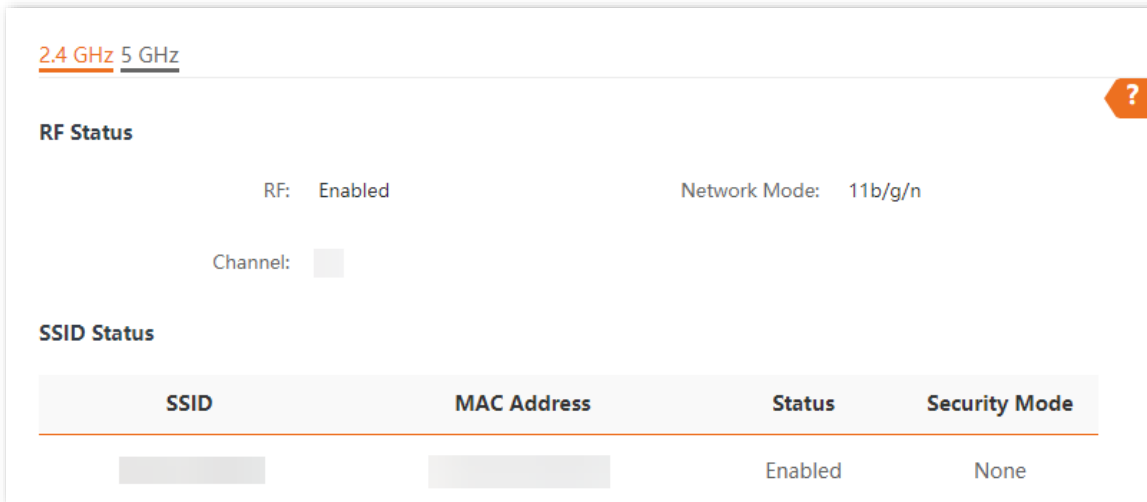 2.4 GHz 5 GHz
?
RF Status
RF: Enabled Network Mode: 11b/g/n
Channel:
SSID Status
SSID MAC Address Status Security Mode
Enabled None